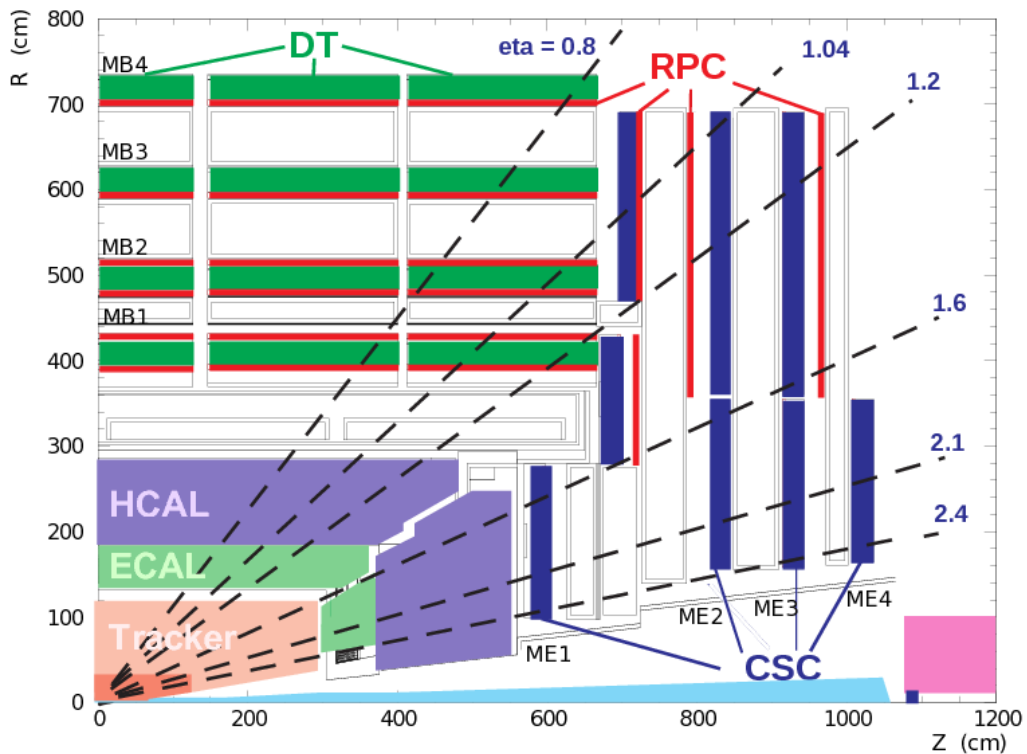 R (cm)
800
700
600
500
400
300
200
100
0
DT
eta = 0.8
1.04
RPC
1.2
MB4
MB3
MB2
MB1
1.6
2.1
2.4
HCAL
ECAL
Tracker
ME1
ME2
ME3
ME4
CSC
0
200
400
600
800
1000
1200
Z (cm)